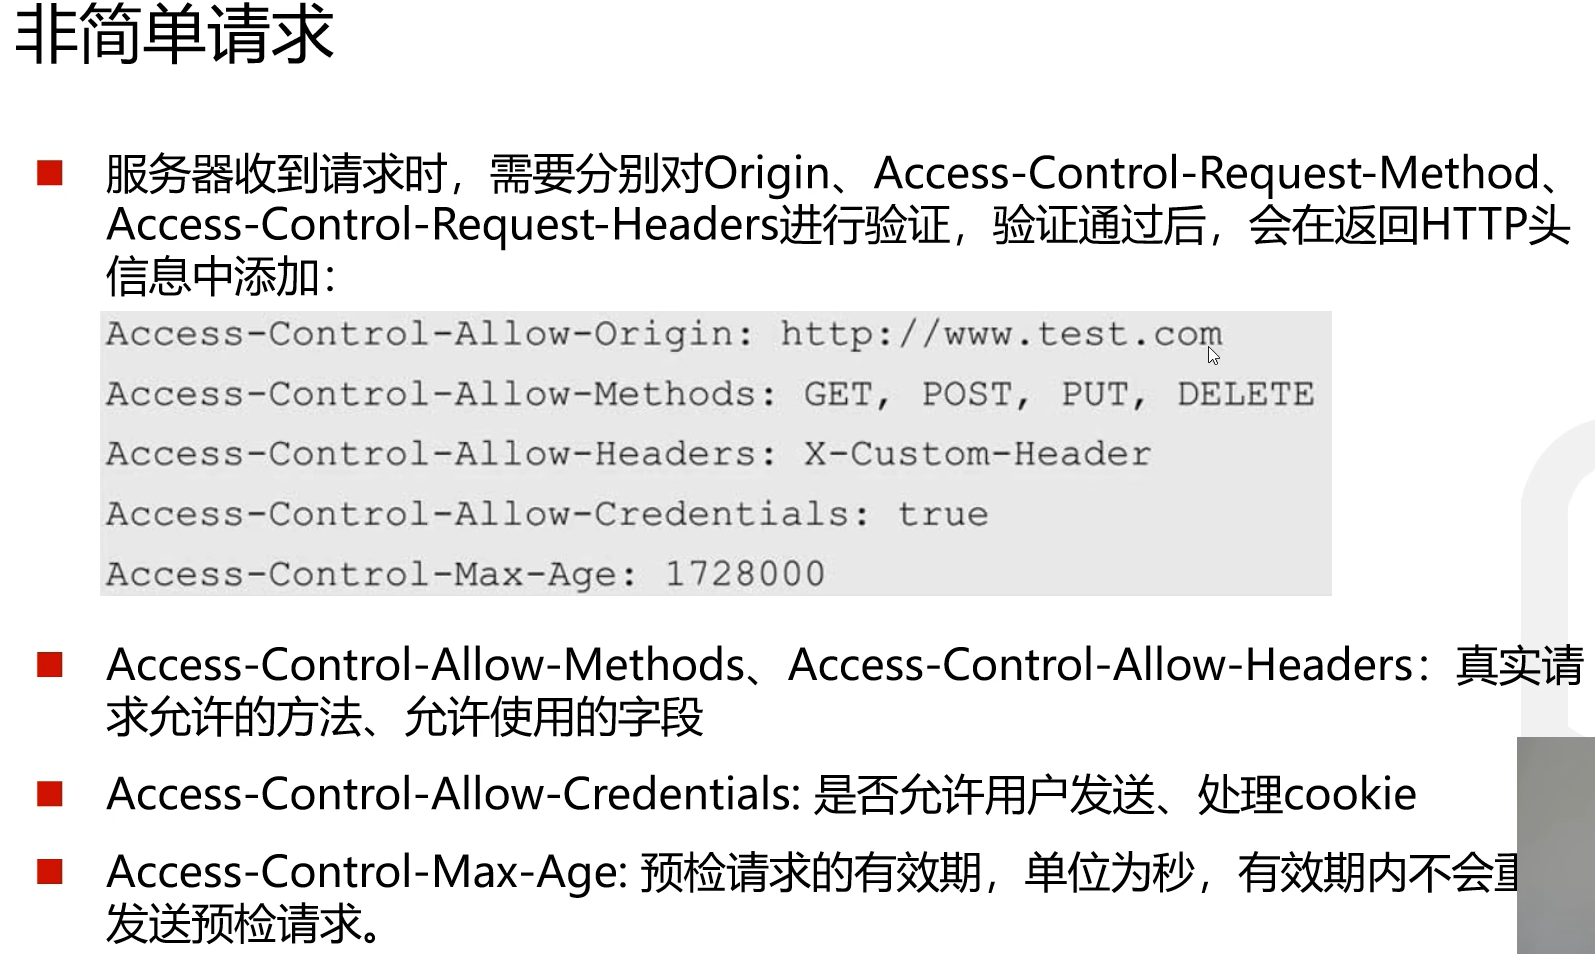 非简单请求
服务器收到请求时，需要分别对Origin、Access-Control-Request-Method、
Access-Control-Request-Headers进行验证，验证通过后，会在返回HTTP头
信息中添加：
Access-Control-Allow-Origin: http://www.test.com
Access-Control-Allow-Methods: GET, POST, PUT, DELETE
Access-Control-Allow-Headers: X-Custom-Header
Access-Control-Allow-Credentials: true
Access-Control-Max-Age: 1728000
Access-Control-Allow-Methods、Access-Control-Allow-Headers：真实请
求允许的方法、允许使用的字段
Access-Control-Allow-Credentials: 是否允许用户发送、处理cookie
Access-Control-Max-Age: 预检请求的有效期，单位为秒，有效期内不会
发送预检请求。